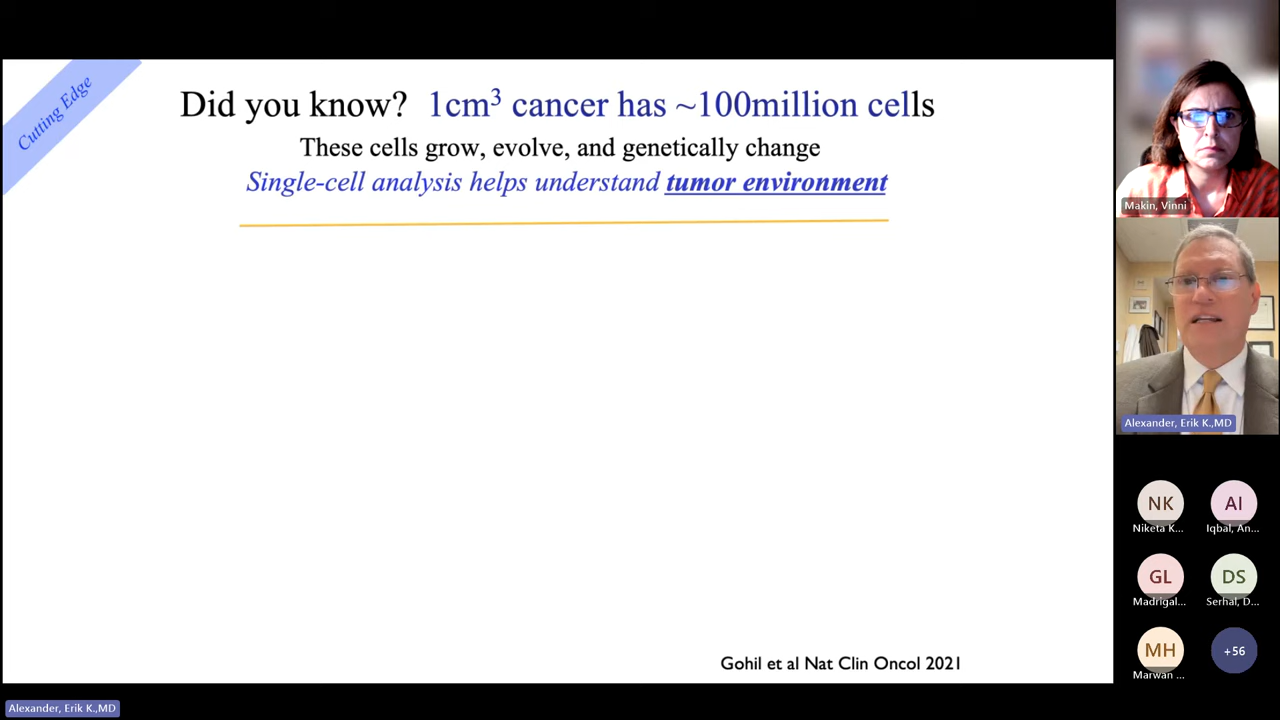 Cutting Edge
Did you know? 1cm³ cancer has ~100million cells
These cells grow, evolve, and genetically change
Single-cell analysis helps understand tumor environment
Gohil et al Nat Clin Oncol 2021
Makin, Vinni
Alexander, Erik K.,MD
NK
Niketa K...
AI
Iqbal, An...
GL
Madrigal...
DS
Serhal, D...
MH
Marwan ...
+56
Alexander, Erik K.,MD